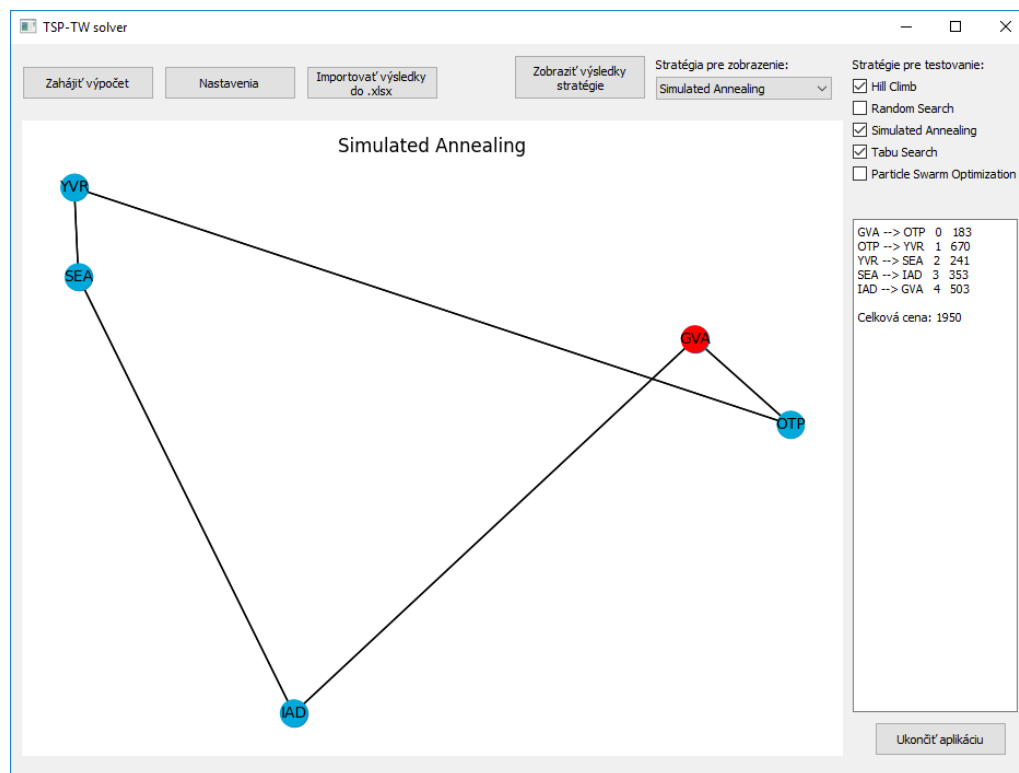 TSP-TW solver
Zahájiť výpočet
Nastavenia
Importovať výsledky
do .xlsx
Zobraziť výsledky
stratégie
Stratégia pre zobrazenie:
Simulated Annealing
Stratégie pre testovanie:
Hill Climb
Random Search
Simulated Annealing
Tabu Search
Particle Swarm Optimization
Simulated Annealing
YVR
SEA
GVA
OTP
IAD
GVA --> OTP 0 183
OTP --> YVR 1 670
YVR --> SEA 2 241
SEA --> IAD 3 353
IAD --> GVA 4 503
Celková cena: 1950
Ukončiť aplikáciu